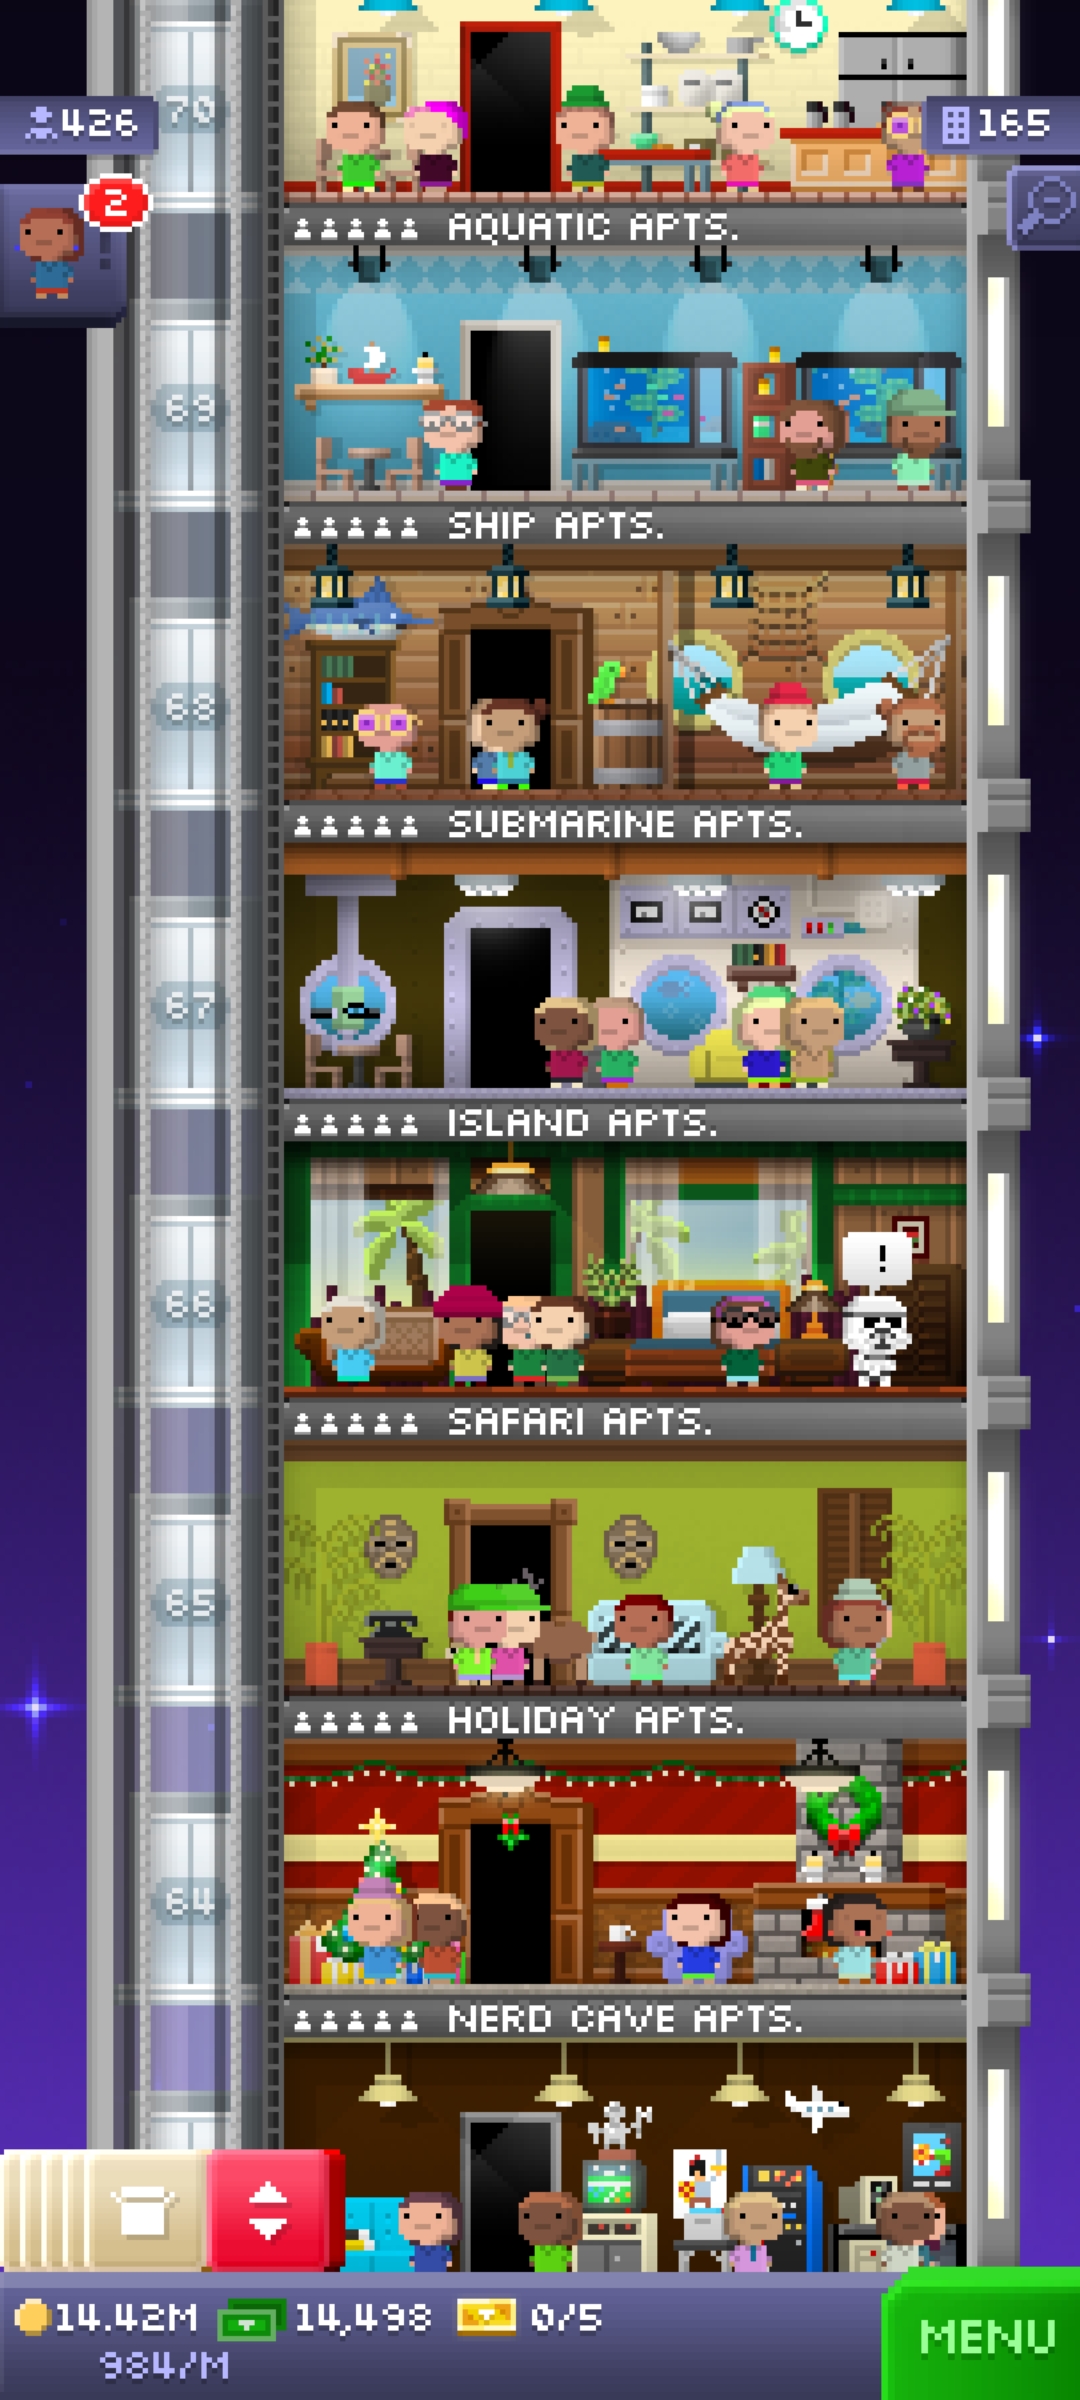 70
426
165
2
AQUATIC APTS.
69
SHIP APTS.
68
SUBMARINE APTS.
67
ISLAND APTS.
!
66
SAFARI APTS.
65
HOLIDAY APTS.
64
NERD CAVE APTS.
14.42M
14,498
0/5
984/M
MENU